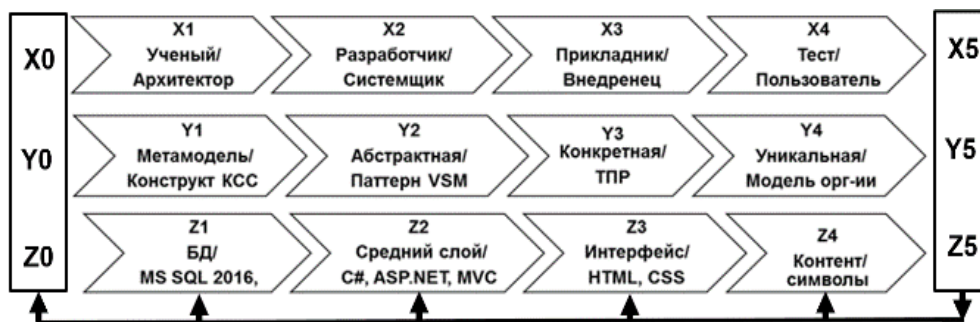 X0
X1
Ученый/
Архитектор
X2
Разработчик/
Системщик
X3
Прикладник/
Внедренец
X4
Тест/
Пользователь
X5
Y0
Y1
Метамодель/
Конструкт КСС
Y2
Абстрактная/
Паттерн VSM
Y3
Конкретная/
ТПР
Y4
Уникальная/
Модель орг-ии
Y5
Z0
Z1
БД/
MS SQL 2016,
Z2
Средний слой/
C#, ASP.NET, MVC
Z3
Интерфейс/
HTML, CSS
Z4
Контент/
символы
Z5